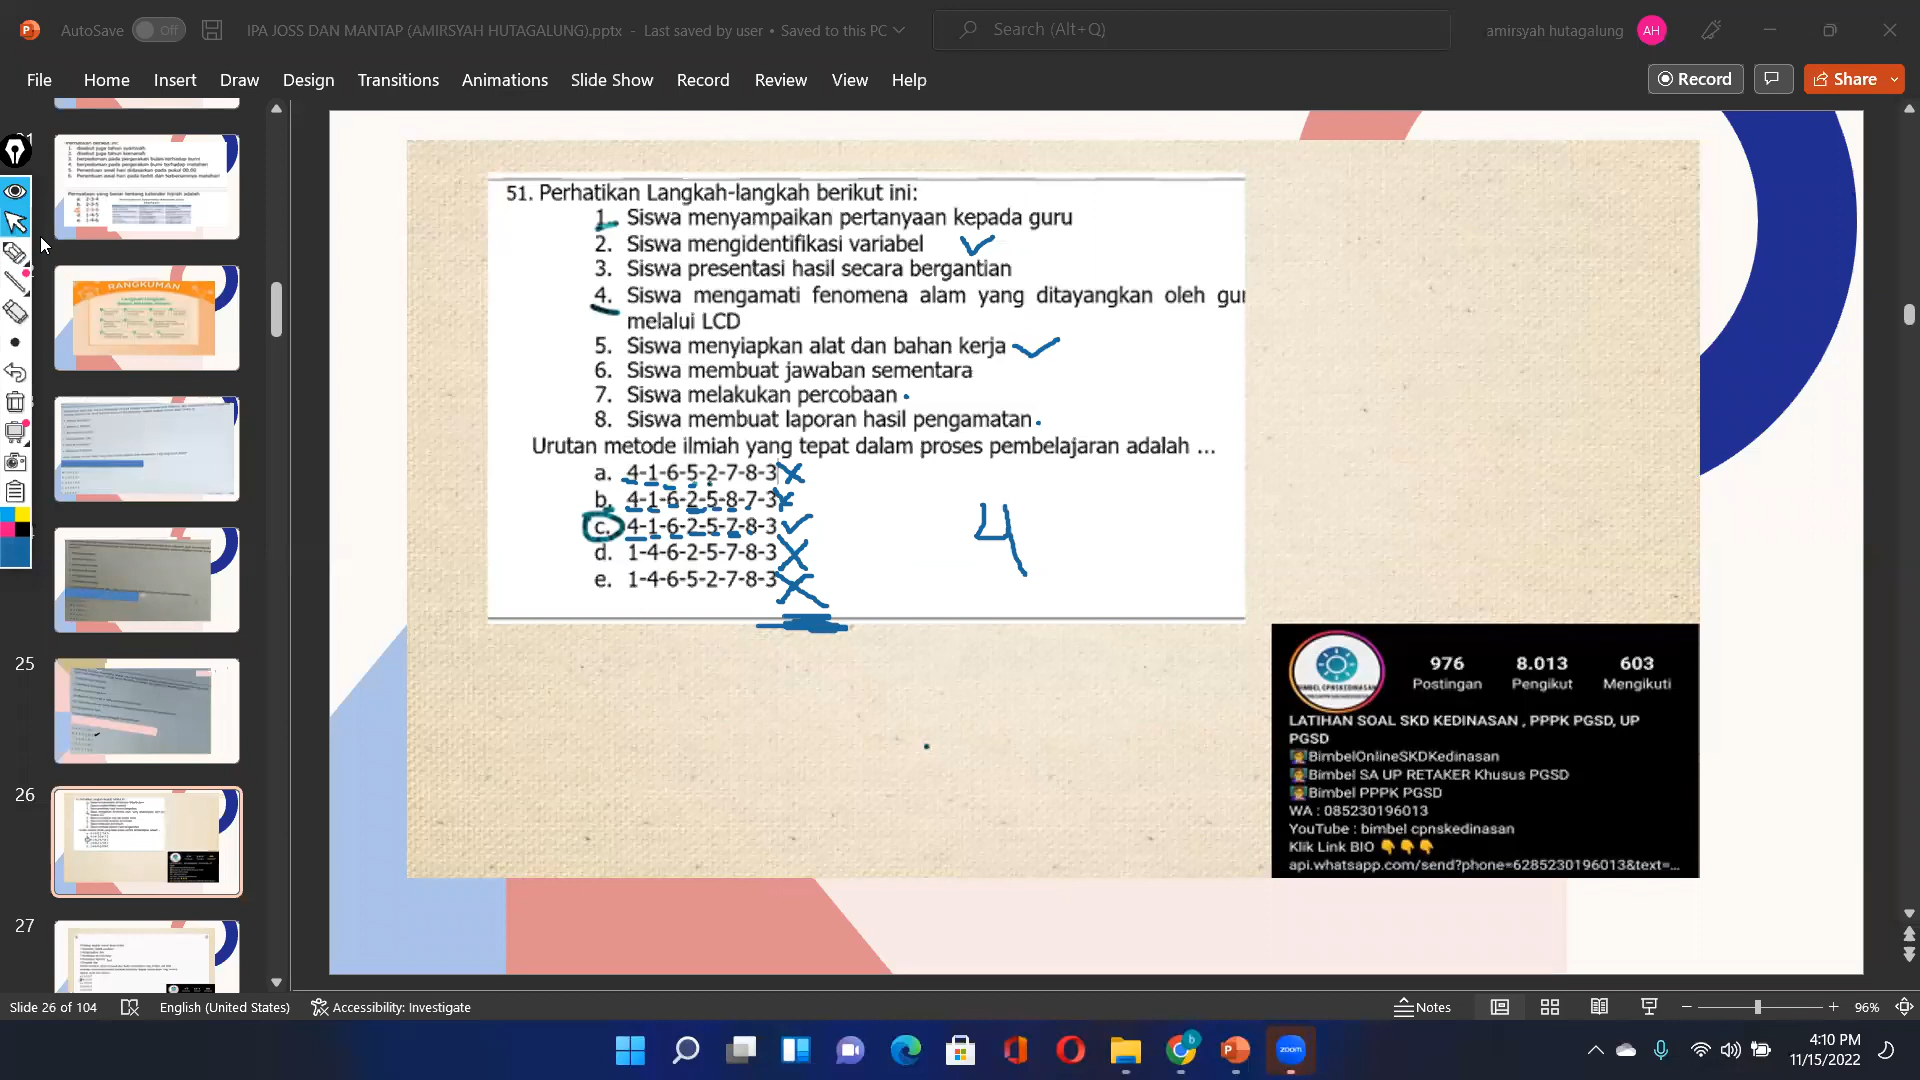 AutoSave Off IPA JOSS DAN MANTAP (AMIRSYAH HUTAGALUNG).pptx - Last saved by user • Saved to this PC Search (Alt+Q) amirsyah hutagalung AH
File Home Insert Draw Design Transitions Animations Slide Show Record Review View Help Record Share
RANGKUMAN
25
26
27
51. Perhatikan Langkah-langkah berikut ini:
1. Siswa menyampaikan pertanyaan kepada guru
2. Siswa mengidentifikasi variabel
3. Siswa presentasi hasil secara bergantian
4. Siswa mengamati fenomena alam yang ditayangkan oleh gur
melalui LCD
5. Siswa menyiapkan alat dan bahan kerja
6. Siswa membuat jawaban sementara
7. Siswa melakukan percobaan
8. Siswa membuat laporan hasil pengamatan
Urutan metode ilmiah yang tepat dalam proses pembelajaran adalah ...
a. 4-1-6-5-2-7-8-3
b. 4-1-6-2-5-8-7-3
c. 4-1-6-2-5-7-8-3
d. 1-4-6-2-5-7-8-3
e. 1-4-6-5-2-7-8-3
4
BIMBEL CPNSKEDINASAN
976 8.013 603
Postingan Pengikut Mengikuti
LATIHAN SOAL SKD KEDINASAN , PPPK PGSD, UP
PGSD
BimbelOnlineSKDKedinasan
Bimbel SA UP RETAKER Khusus PGSD
Bimbel PPPK PGSD
WA : 085230196013
YouTube : bimbel cpnskedinasan
Klik Link BIO 👇👇👇
api.whatsapp.com/send?phone=6285230196013&text=...
Slide 26 of 104 English (United States) Accessibility: Investigate Notes 96%
zoom
4:10 PM
11/15/2022